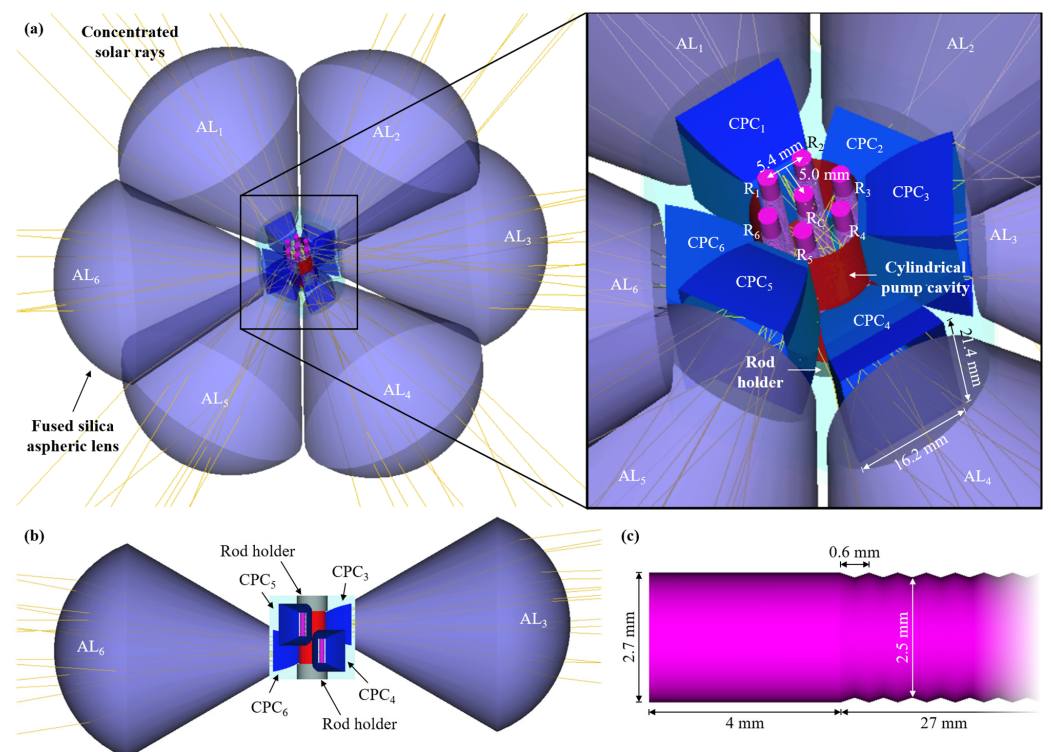 (a)
Concentrated
solar rays
AL1
AL2
AL3
AL4
AL5
AL6
Fused silica
aspheric lens
AL1
AL2
CPC1
CPC2
CPC3
5.4 mm
R2
5.0 mm
R1
R3
RC
R6
R4
R5
CPC6
AL3
AL6
Cylindrical
pump cavity
CPC5
CPC4
Rod
holder
21.4 mm
16.2 mm
AL5
AL4
(b)
Rod holder
CPC5
CPC3
AL6
AL3
CPC6
CPC4
Rod holder
(c)
0.6 mm
2.7 mm
2.5 mm
4 mm
27 mm